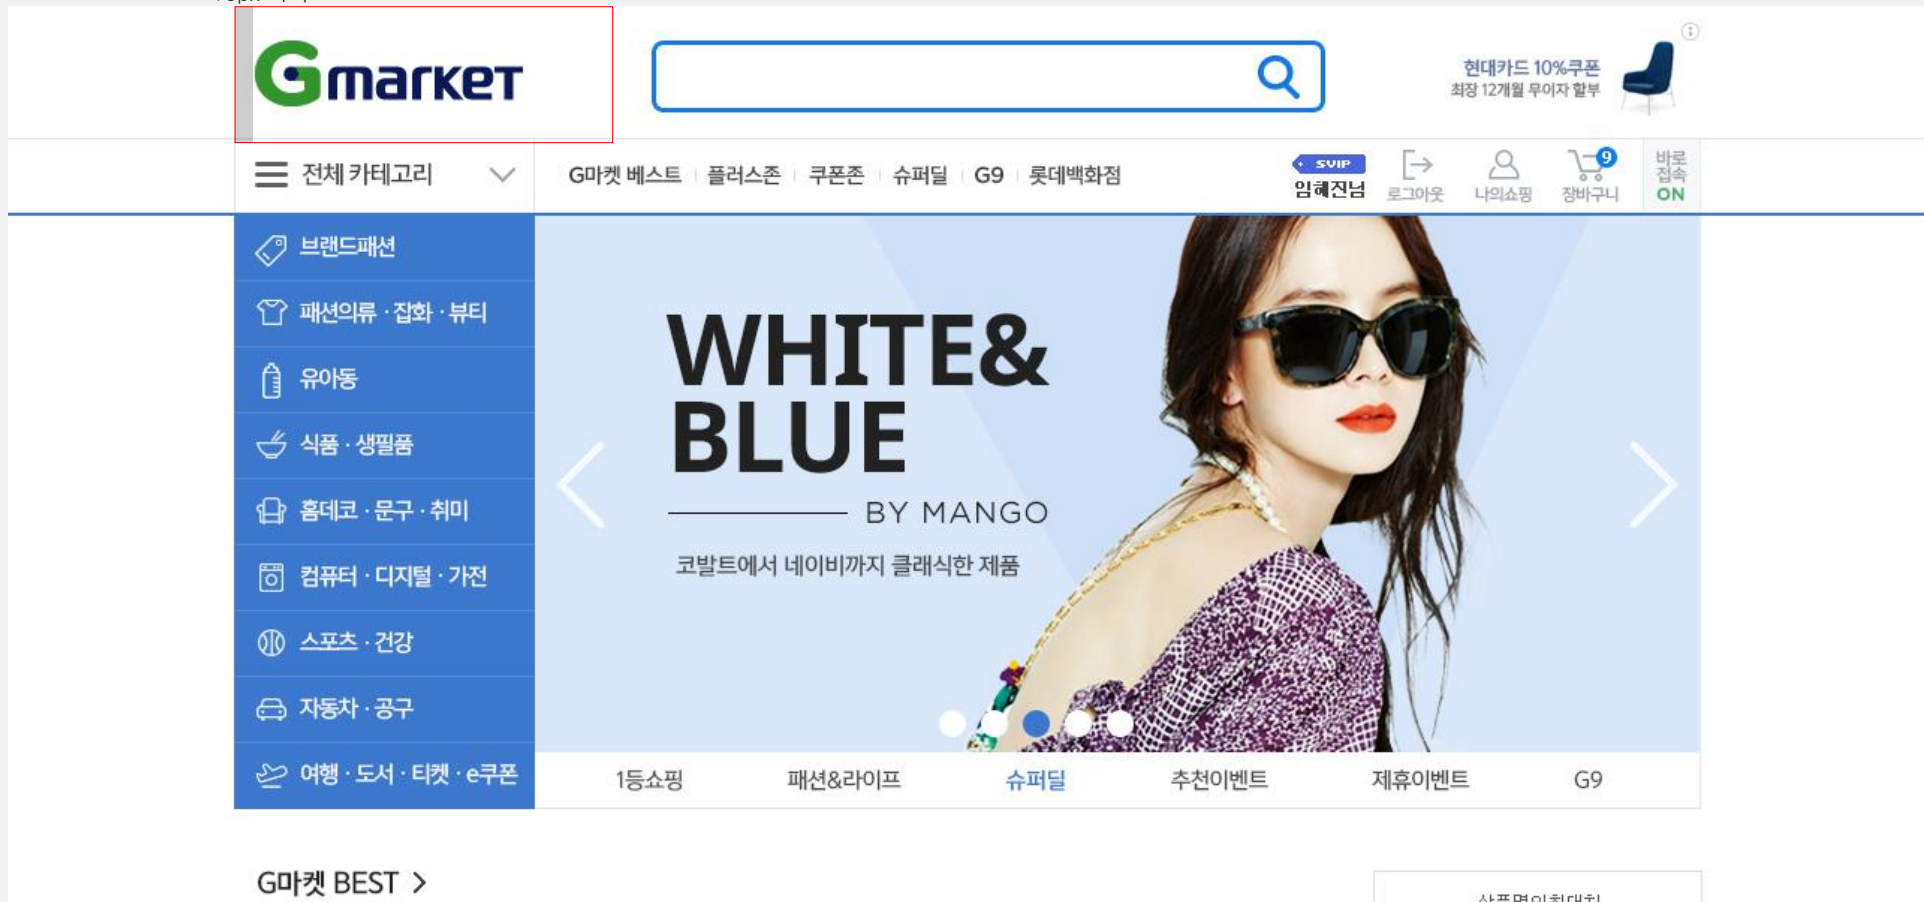 Gmarket
현대카드 10%쿠폰
최장 12개월 무이자 할부
전체 카테고리
G마켓 베스트
플러스존
쿠폰존
슈퍼딜
G9
롯데백화점
SVIP
임혜진님
로그아웃
나의쇼핑
9
장바구니
바로
접속
ON
브랜드패션
패션의류 · 잡화 · 뷰티
유아동
식품 · 생필품
홈데코 · 문구 · 취미
컴퓨터 · 디지털 · 가전
스포츠 · 건강
자동차 · 공구
여행 · 도서 · 티켓 · e쿠폰
WHITE&
BLUE
BY MANGO
코발트에서 네이비까지 클래식한 제품
1등쇼핑
패션&라이프
슈퍼딜
추천이벤트
제휴이벤트
G9
G마켓 BEST >